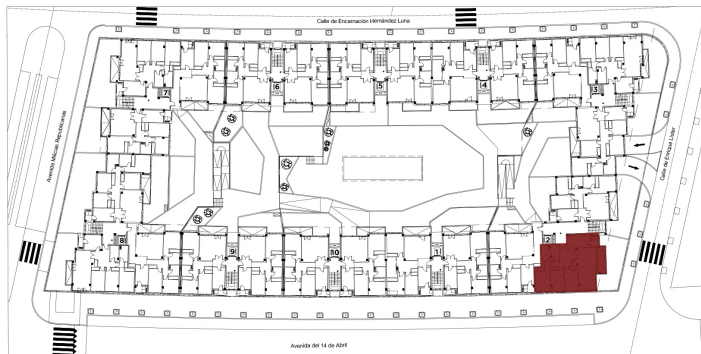 Calle de Encarnación Hernández Luna
7
6
5
4
3
Avenida Milicias Republicanas
Calle de Enrique Líster
8
9
10
1
2
Avenida del 14 de Abril